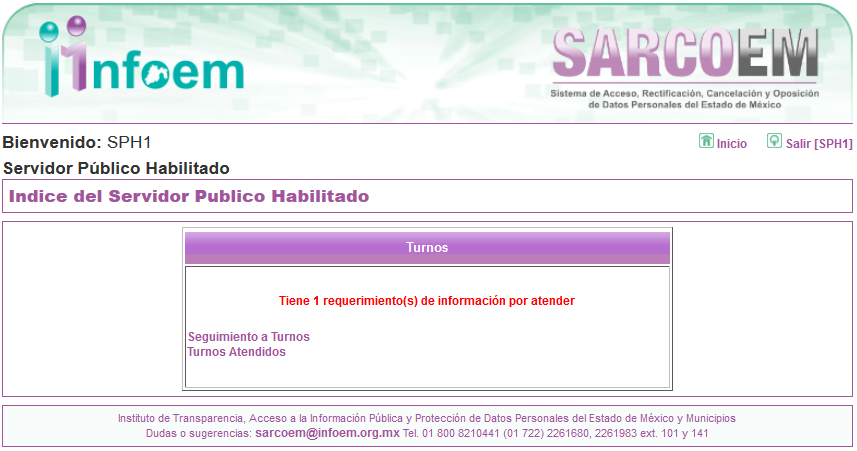 infoem
SARCOEM
Sistema de Acceso, Rectificación, Cancelación y Oposición
de Datos Personales del Estado de México
Bienvenido: SPH1
Inicio
Salir [SPH1]
Servidor Público Habilitado
Indice del Servidor Publico Habilitado
Turnos
Tiene 1 requerimiento(s) de información por atender
Seguimiento a Turnos
Turnos Atendidos
Instituto de Transparencia, Acceso a la Información Pública y Protección de Datos Personales del Estado de México y Municipios
Dudas o sugerencias: sarcoem@infoem.org.mx Tel. 01 800 8210441 (01 722) 2261680, 2261983 ext. 101 y 141